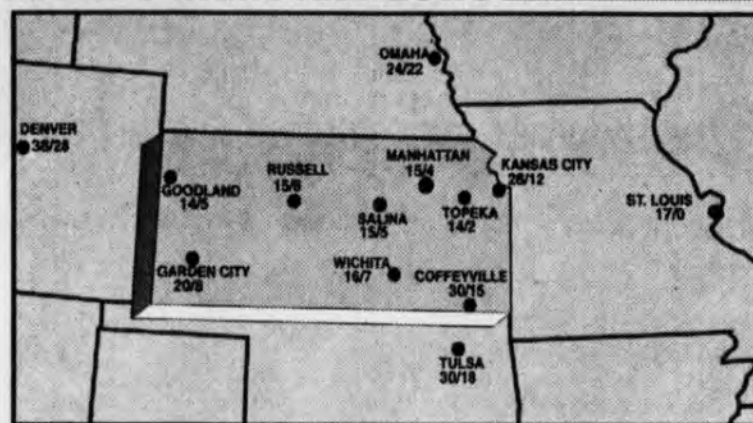 OMAHA
24/22
DENVER
38/28
GOODLAND
14/5
RUSSELL
15/6
MANHATTAN
15/4
KANSAS CITY
26/12
SALINA
15/5
TOPEKA
14/2
ST. LOUIS
17/0
GARDEN CITY
20/8
WICHITA
16/7
COFFEYVILLE
30/15
TULSA
30/18